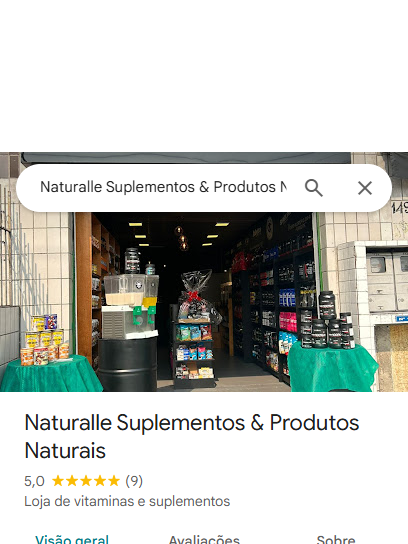 Naturalle Suplementos & Produtos N
Naturalle Suplementos & Produtos
Naturais
5,0 (9)
Loja de vitaminas e suplementos
Visão geral Avaliações Sobre